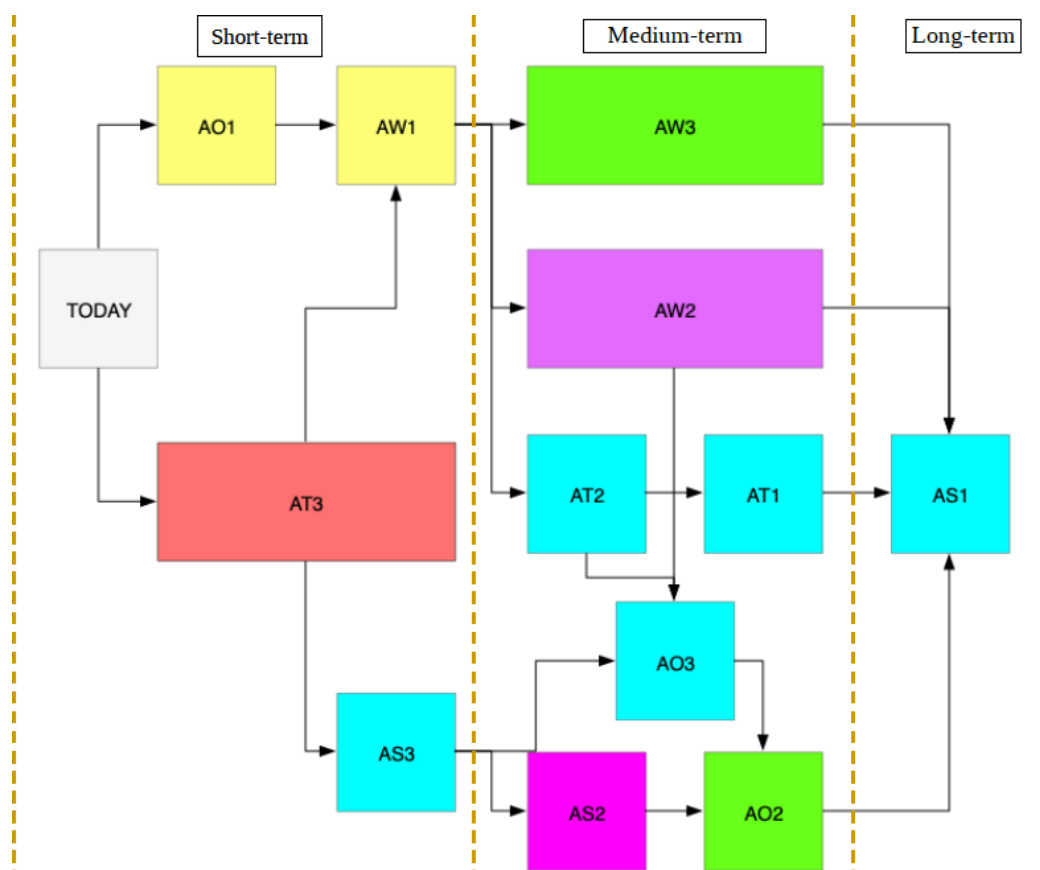 Short-term
Medium-term
Long-term
AO1
AW1
AW3
TODAY
AW2
AT3
AT2
AT1
AS1
AO3
AS3
AS2
AO2